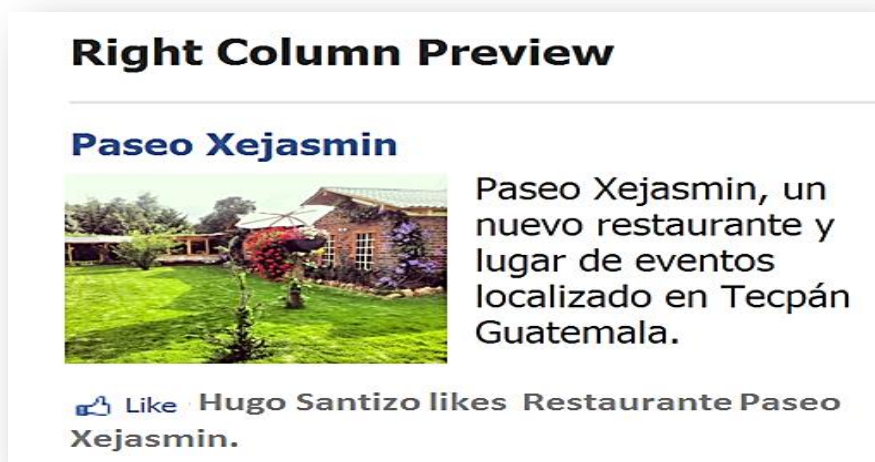 Right Column Preview
Paseo Xejasmin
Paseo Xejasmin, un
nuevo restaurante y
lugar de eventos
localizado en Tecpán
Guatemala.
Like · Hugo Santizo likes Restaurante Paseo
Xejasmin.